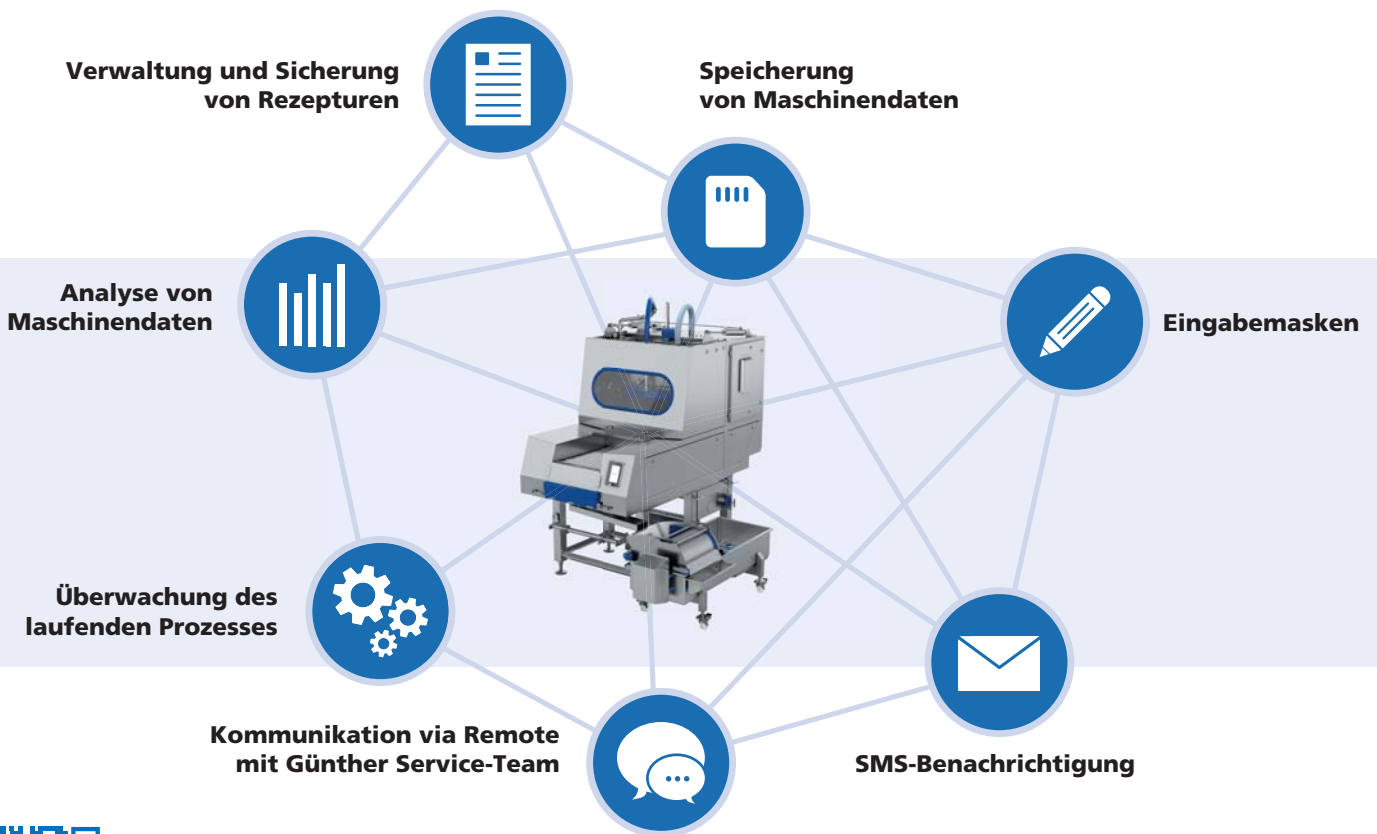 Verwaltung und Sicherung
von Rezepturen
Speicherung
von Maschinendaten
Analyse von
Maschinendaten
Eingabemasken
Überwachung des
laufenden Prozesses
Kommunikation via Remote
mit Günther Service-Team
SMS-Benachrichtigung